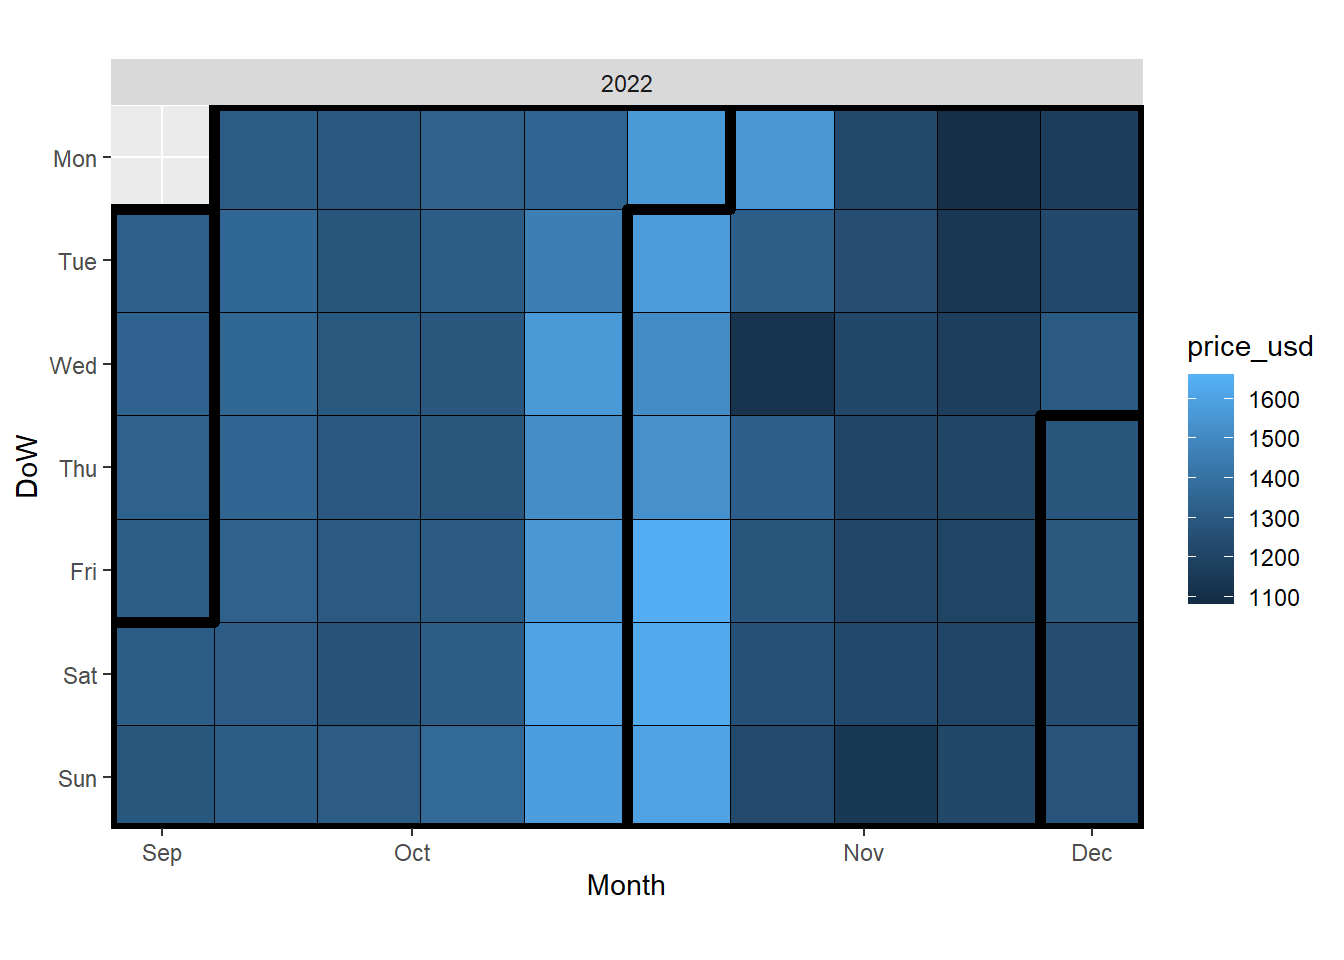 2022
Mon
Tue
Wed
Thu
Fri
Sat
Sun
DoW
Sep Oct Nov Dec
Month
price_usd
1600
1500
1400
1300
1200
1100